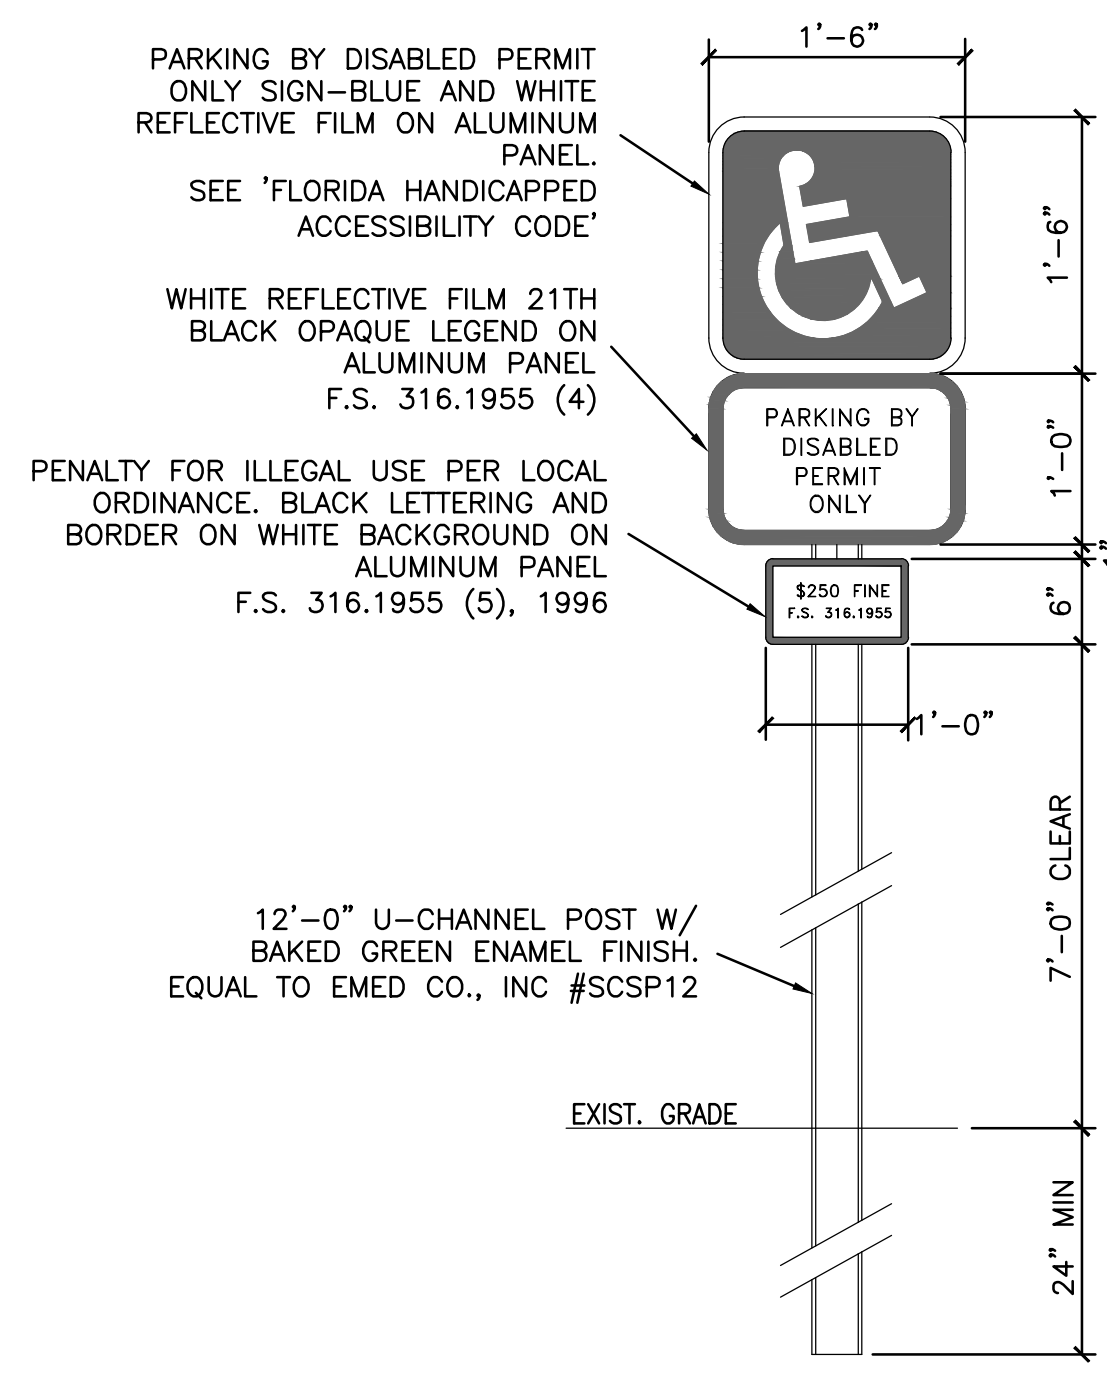 1'-6"
PARKING BY DISABLED PERMIT
ONLY SIGN-BLUE AND WHITE
REFLECTIVE FILM ON ALUMINUM
PANEL.
SEE 'FLORIDA HANDICAPPED
ACCESSIBILITY CODE'
1'-6"
WHITE REFLECTIVE FILM 21TH
BLACK OPAQUE LEGEND ON
ALUMINUM PANEL
F.S. 316.1955 (4)
PARKING BY
DISABLED
PERMIT
ONLY
1'-0"
PENALTY FOR ILLEGAL USE PER LOCAL
ORDINANCE. BLACK LETTERING AND
BORDER ON WHITE BACKGROUND ON
ALUMINUM PANEL
F.S. 316.1955 (5), 1996
$250 FINE
F.S. 316.1955
6"
1'-0"
7'-0" CLEAR
12'-0" U-CHANNEL POST W/
BAKED GREEN ENAMEL FINISH.
EQUAL TO EMED CO., INC #SCSP12
EXIST. GRADE
24" MIN